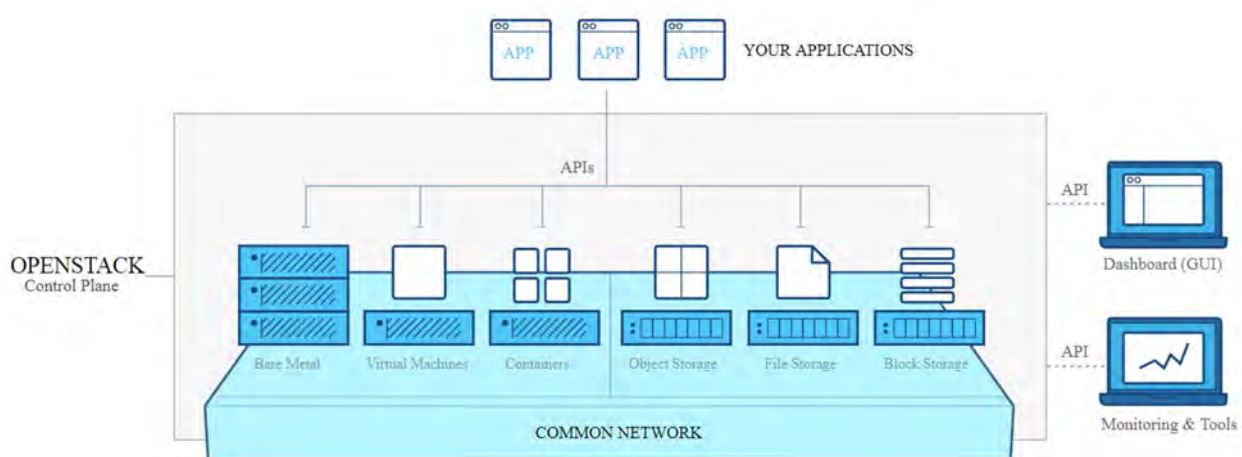 APP APP APP YOUR APPLICATIONS
APIs
API
OPENSTACK
Control Plane
Dashboard (GUI)
Bare Metal Virtual Machines Containers Object Storage File Storage Block Storage
API
Monitoring & Tools
COMMON NETWORK